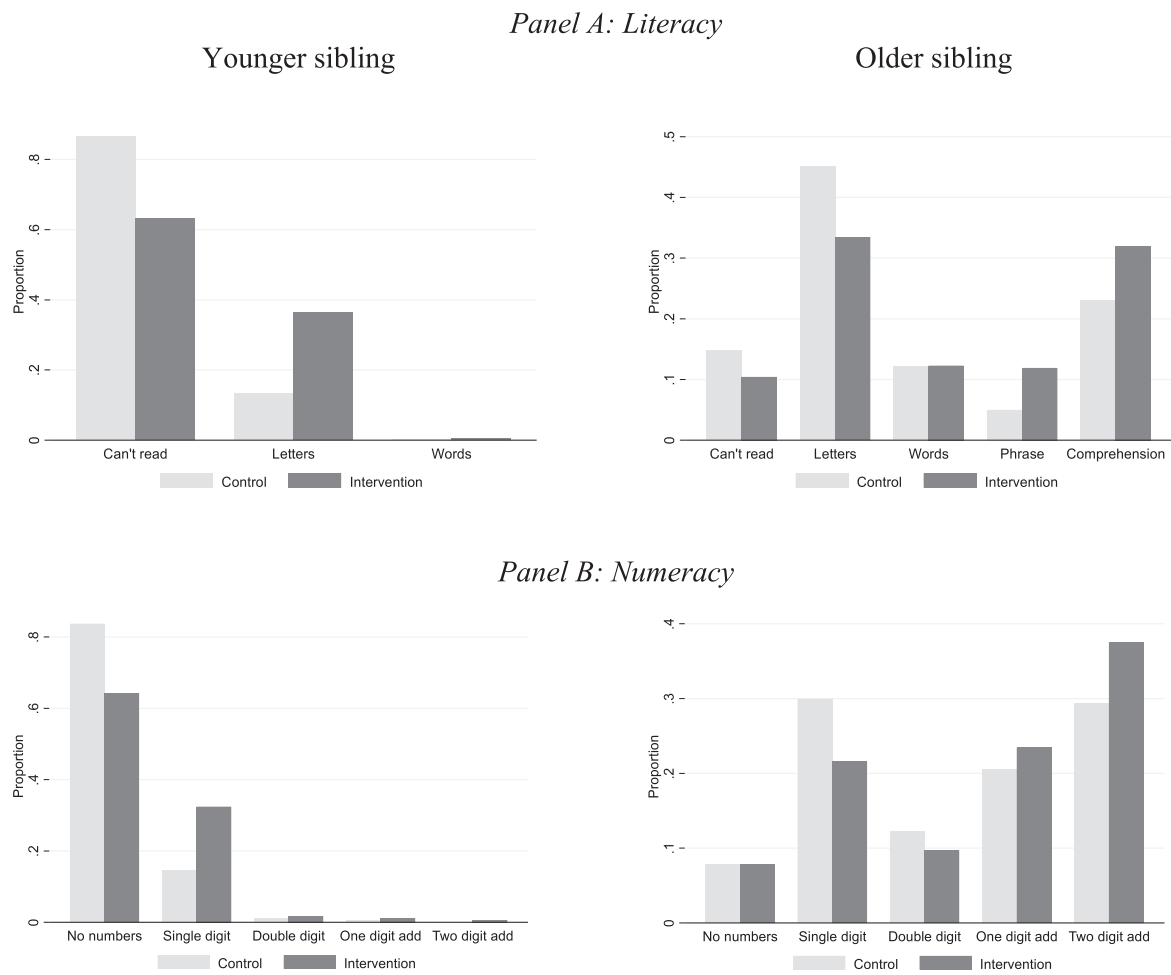 Panel A: Literacy
Younger sibling
Older sibling
Proportion
.8
.6
.4
.2
0
Can't read Letters Words
Control Intervention
Proportion
.5
.4
.3
.2
.1
0
Can't read Letters Words Phrase Comprehension
Control Intervention
Panel B: Numeracy
Proportion
.8
.6
.4
.2
0
No numbers Single digit Double digit One digit add Two digit add
Control Intervention
Proportion
.4
.3
.2
.1
0
No numbers Single digit Double digit One digit add Two digit add
Control Intervention